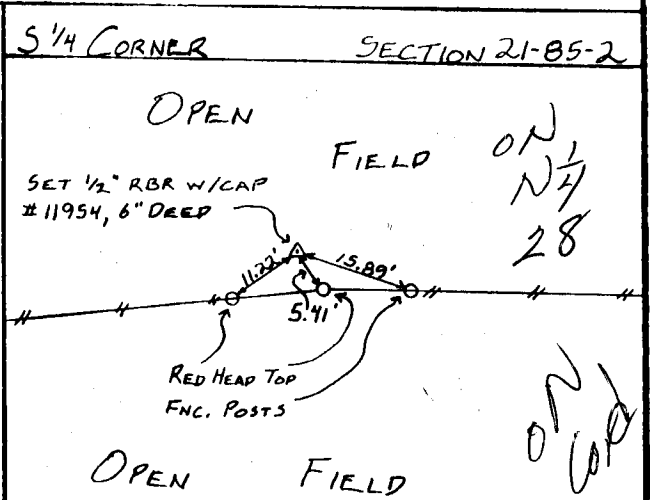 S 1/4 CORNER SECTION 21-85-2
OPEN
FIELD
ON
N 1/4
28
SET 1/2" RBR W/CAP
#11954, 6" DEEP
11.22'
15.89'
5.41'
RED HEAD TOP
FNC. POSTS
ON
OPEN FIELD